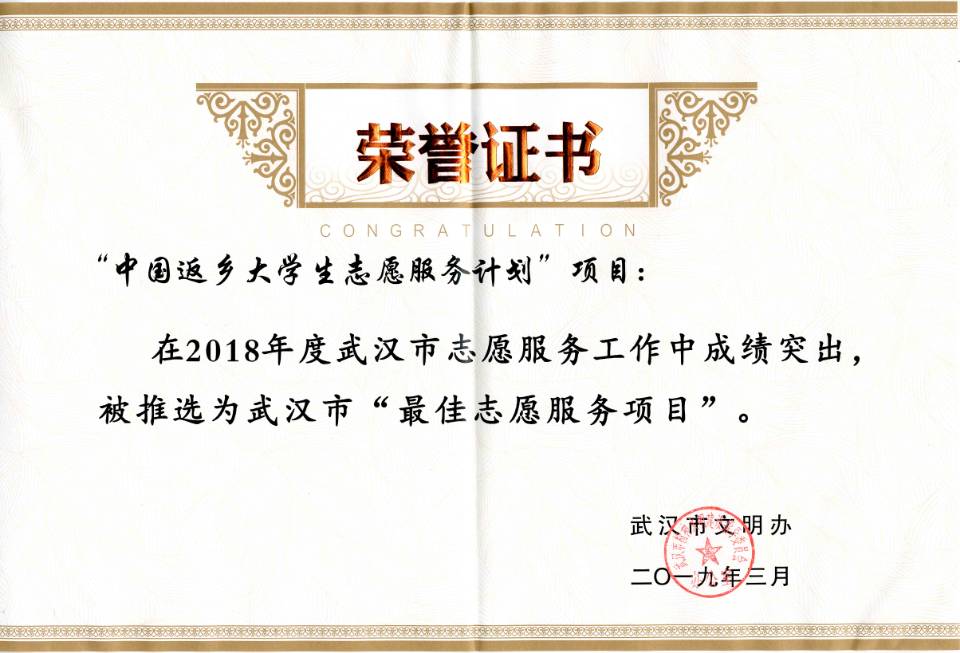 荣誉证书
CONGRATULATION
“中国返乡大学生志愿服务计划”项目：
在2018年度武汉市志愿服务工作中成绩突出，
被推选为武汉市“最佳志愿服务项目”。
武汉市文明办
二〇一九年三月